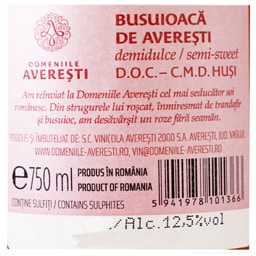 BUSUIOACĂ
DE AVEREȘTI
demidulce / semi-sweet
D.O.C. – C.M.D. HUȘI
DOMENIILE
AVEREȘTI
Am reînviat la Domeniile Averești cel mai seducător soi
românesc. Din strugurele lui roșcat, înmiresmat de trandafir
și busuioc, am desăvârșit un roze fără seamăn.
PRODUS ȘI ÎMBUTELIAT DE: S.C. VINICOLA AVEREȘTI 2000 S.A. AVEREȘTI, JUD. VASLUI,
WWW.DOMENIILE-AVERESTI.RO, VIN@DOMENIILE-AVERESTI.RO
e 750 ml
PRODUS ÎN ROMÂNIA
PRODUCT OF ROMANIA
CONȚINE SULFIȚI / CONTAINS SULPHITES
5 941978 101366
/Alc.12,5%vol